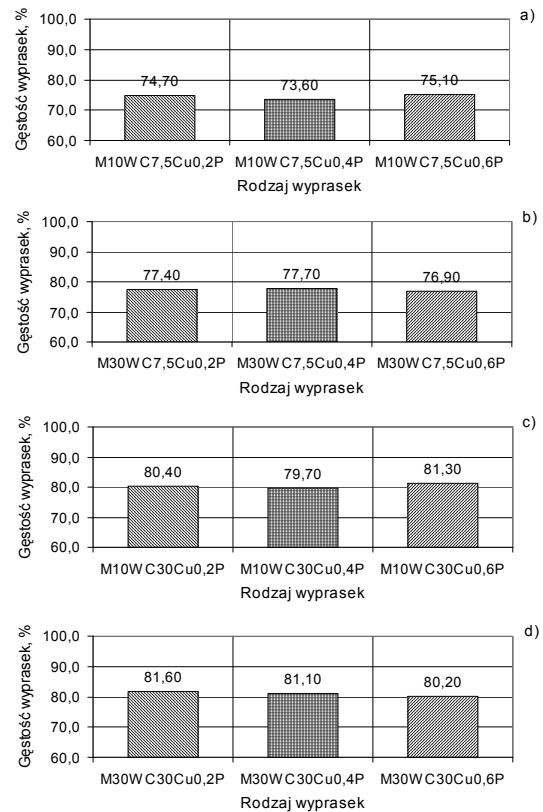 a)
Gęstość wyprasek, %
100,0
90,0
80,0
70,0
60,0
74,70
73,60
75,10
M10WC7,5Cu0,2P M10WC7,5Cu0,4P M10WC7,5Cu0,6P
Rodzaj wyprasek
b)
Gęstość wyprasek, %
100,0
90,0
80,0
70,0
60,0
77,40
77,70
76,90
M30WC7,5Cu0,2P M30WC7,5Cu0,4P M30WC7,5Cu0,6P
Rodzaj wyprasek
c)
Gęstość wyprasek, %
100,0
90,0
80,0
70,0
60,0
80,40
79,70
81,30
M10WC30Cu0,2P M10WC30Cu0,4P M10WC30Cu0,6P
Rodzaj wyprasek
d)
Gęstość wyprasek, %
100,0
90,0
80,0
70,0
60,0
81,60
81,10
80,20
M30WC30Cu0,2P M30WC30Cu0,4P M30WC30Cu0,6P
Rodzaj wyprasek